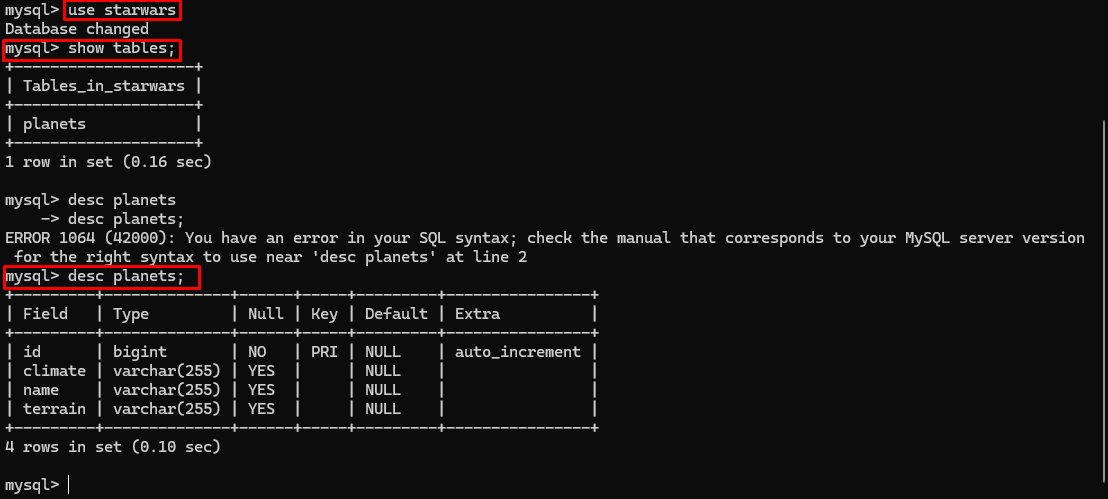 mysql> use starwars
Database changed
mysql> show tables;
+--------------------+
| Tables_in_starwars |
+--------------------+
| planets            |
+--------------------+
1 row in set (0.16 sec)

mysql> desc planets
    -> desc planets;
ERROR 1064 (42000): You have an error in your SQL syntax; check the manual that corresponds to your MySQL server version
 for the right syntax to use near 'desc planets' at line 2
mysql> desc planets;
+---------+--------------+------+-----+---------+----------------+
| Field   | Type         | Null | Key | Default | Extra          |
+---------+--------------+------+-----+---------+----------------+
| id      | bigint       | NO   | PRI | NULL    | auto_increment |
| climate | varchar(255) | YES  |     | NULL    |                |
| name    | varchar(255) | YES  |     | NULL    |                |
| terrain | varchar(255) | YES  |     | NULL    |                |
+---------+--------------+------+-----+---------+----------------+
4 rows in set (0.10 sec)

mysql>